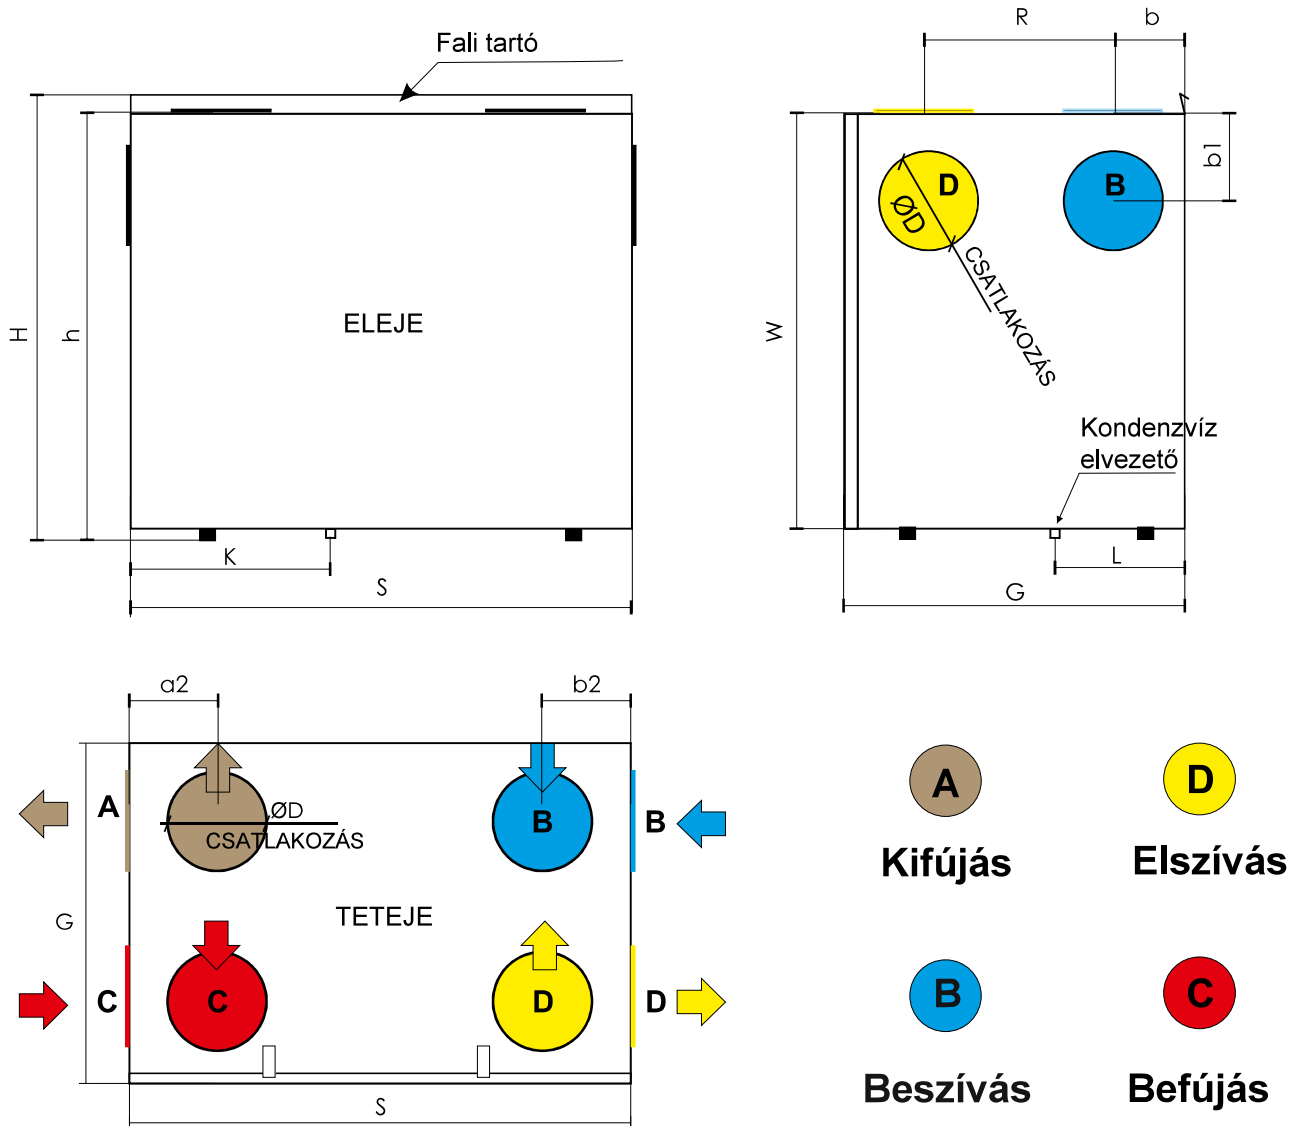 Fali tartó
H
h
ELEJE
K
S
R
b
b1
W
D
B
ØD
CSATLAKOZÁS
Kondenzvíz
elvezető
L
G
a2
b2
A
ØD
CSATLAKOZÁS
B
B
G
TETEJE
C
C
D
D
S
A
Kifújás
D
Elszívás
B
Beszívás
C
Befújás